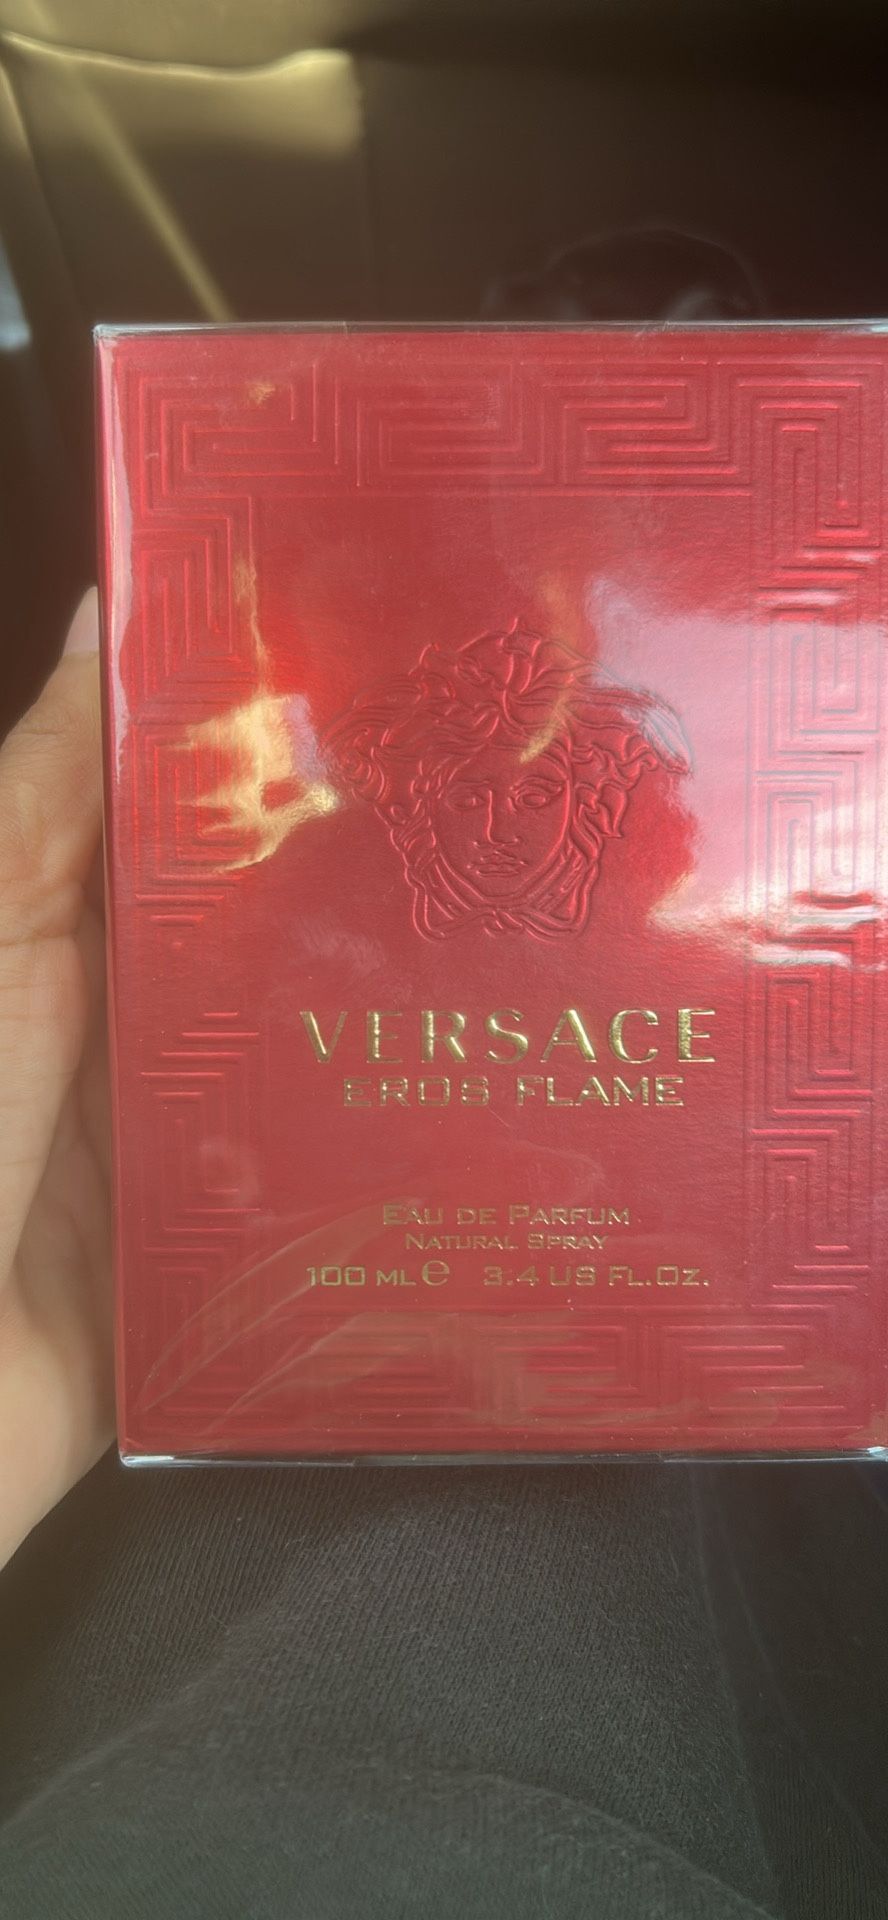 VERSACE
EROS FLAME
EAU DE PARFUM
NATURAL SPRAY
100 ML ℮ 3.4 US FL.OZ.